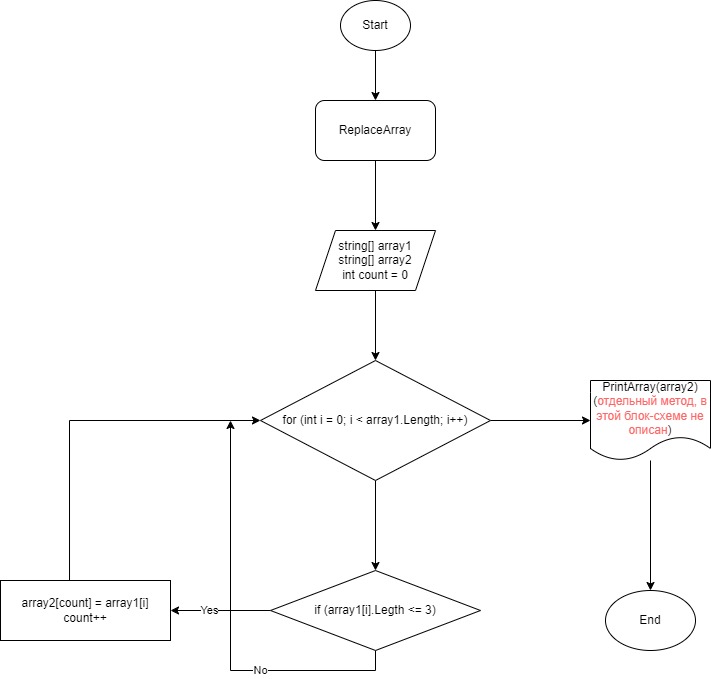 Start
ReplaceArray
string[] array1
string[] array2
int count = 0
for (int i = 0; i < array1.Length; i++)
PrintArray(array2)
(отдельный метод, в
этой блок-схеме не
описан)
array2[count] = array1[i]
count++
Yes
if (array1[i].Legth <= 3)
End
No